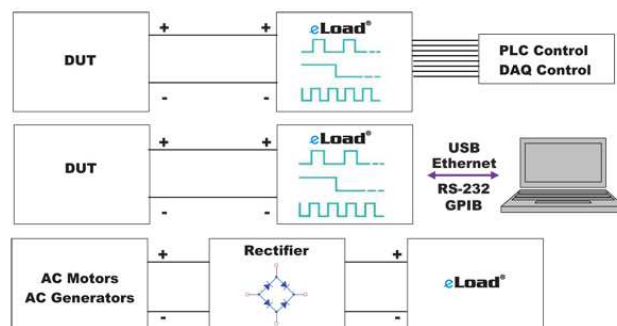 + +
DUT
eLoad®
PLC Control
DAQ Control
- -
+ +
DUT
eLoad®
USB
Ethernet
RS-232
GPIB
- -
AC Motors
AC Generators
+
Rectifier
+
eLoad®
- -